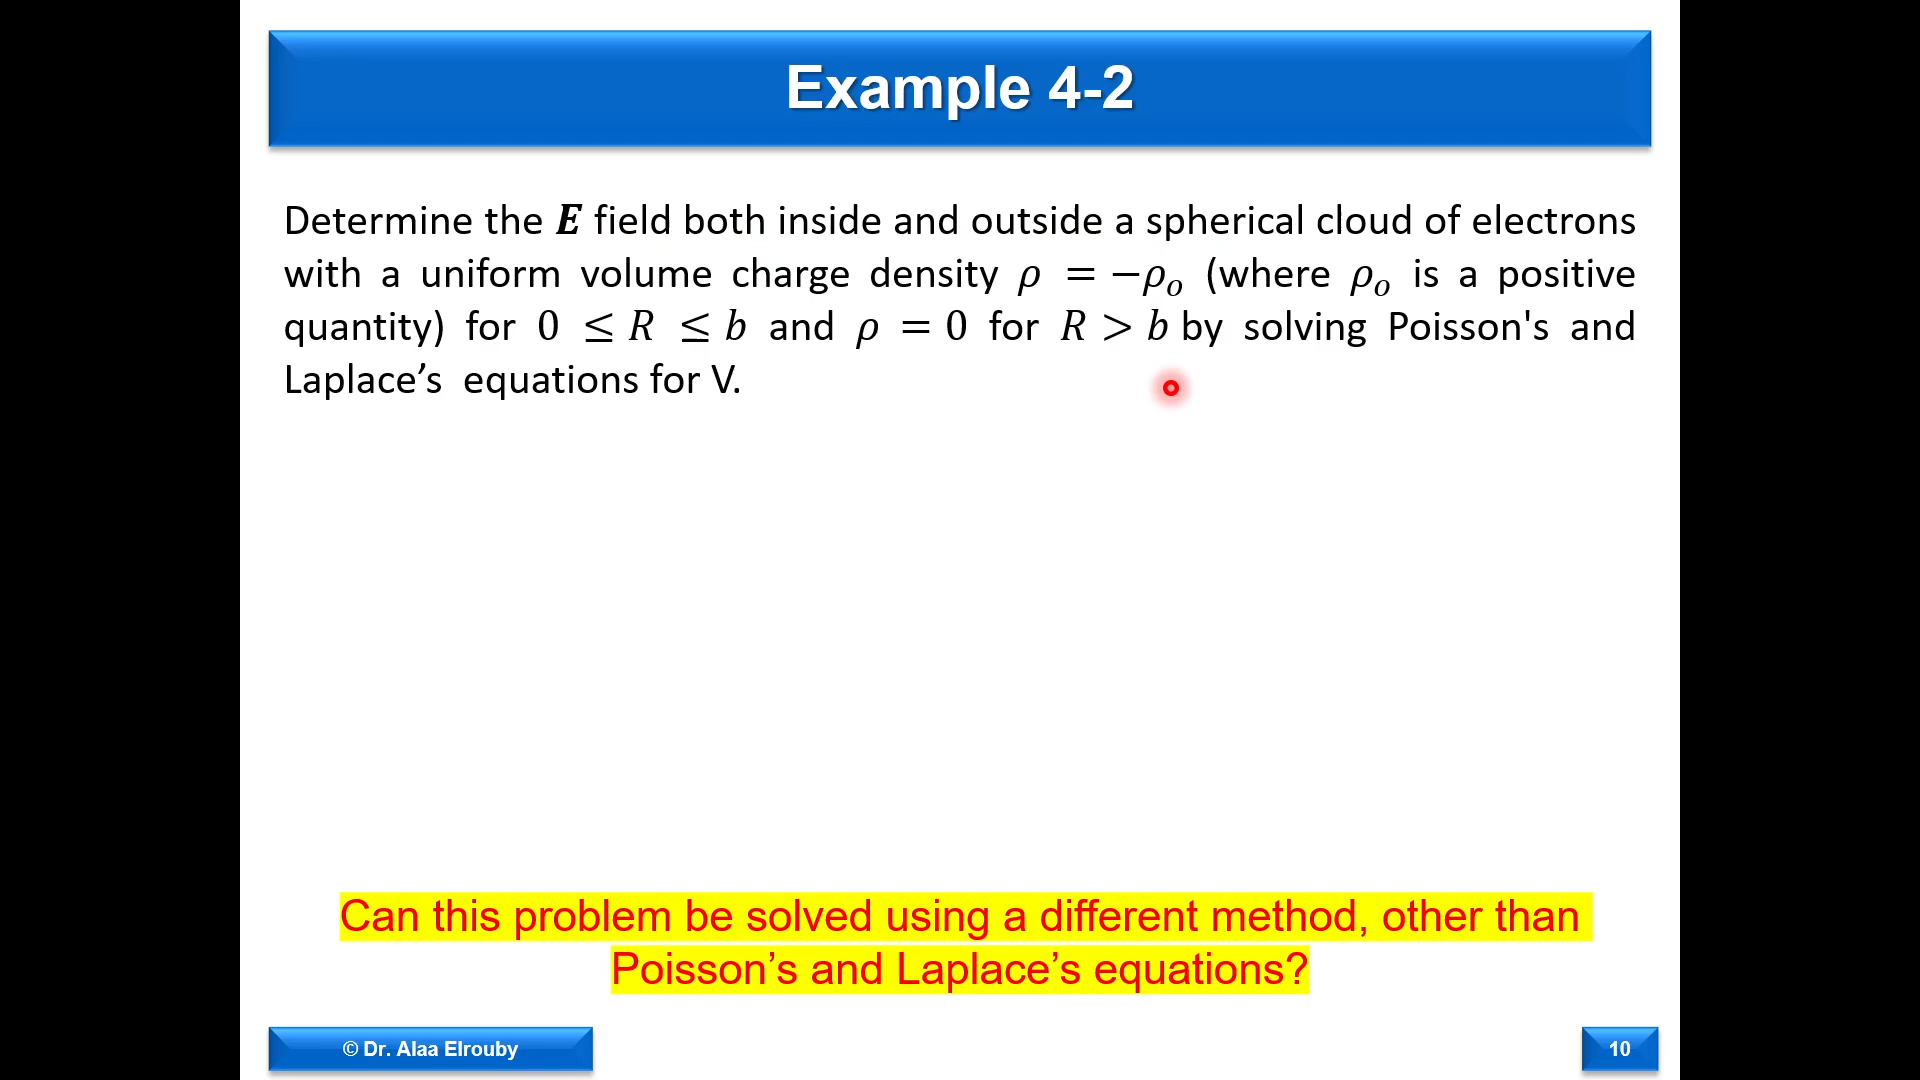 Example 4-2
Determine the E field both inside and outside a spherical cloud of electrons
with a uniform volume charge density ρ = −ρₒ (where ρₒ is a positive
quantity) for 0 ≤ R ≤ b and ρ = 0 for R > b by solving Poisson's and
Laplace’s equations for V.
Can this problem be solved using a different method, other than
Poisson’s and Laplace’s equations?
© Dr. Alaa Elrouby
10